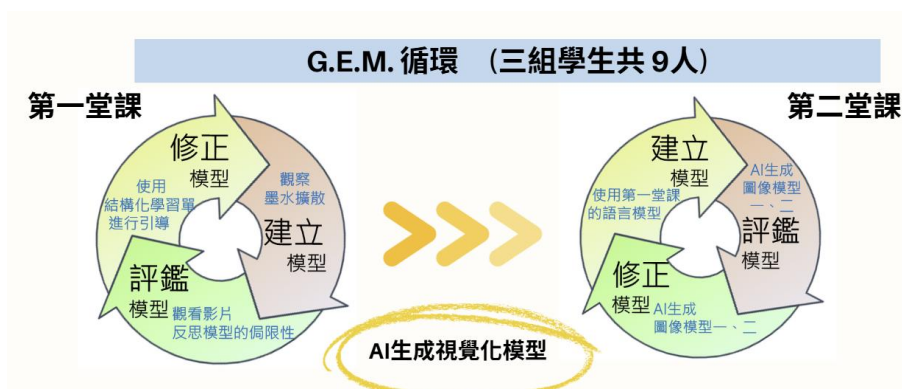 G.E.M. 循環 (三組學生共 9人)
第一堂課
修正
模型
使用
結構化學習單
進行引導
觀察
墨水擴散
建立
模型
評鑑
模型
觀看影片
反思模型的侷限性
AI生成視覺化模型
第二堂課
建立
模型
使用第一堂課
的語言模型
AI生成
圖像模型
一、二
評鑑
模型
修正
模型
AI生成
圖像模型一、二